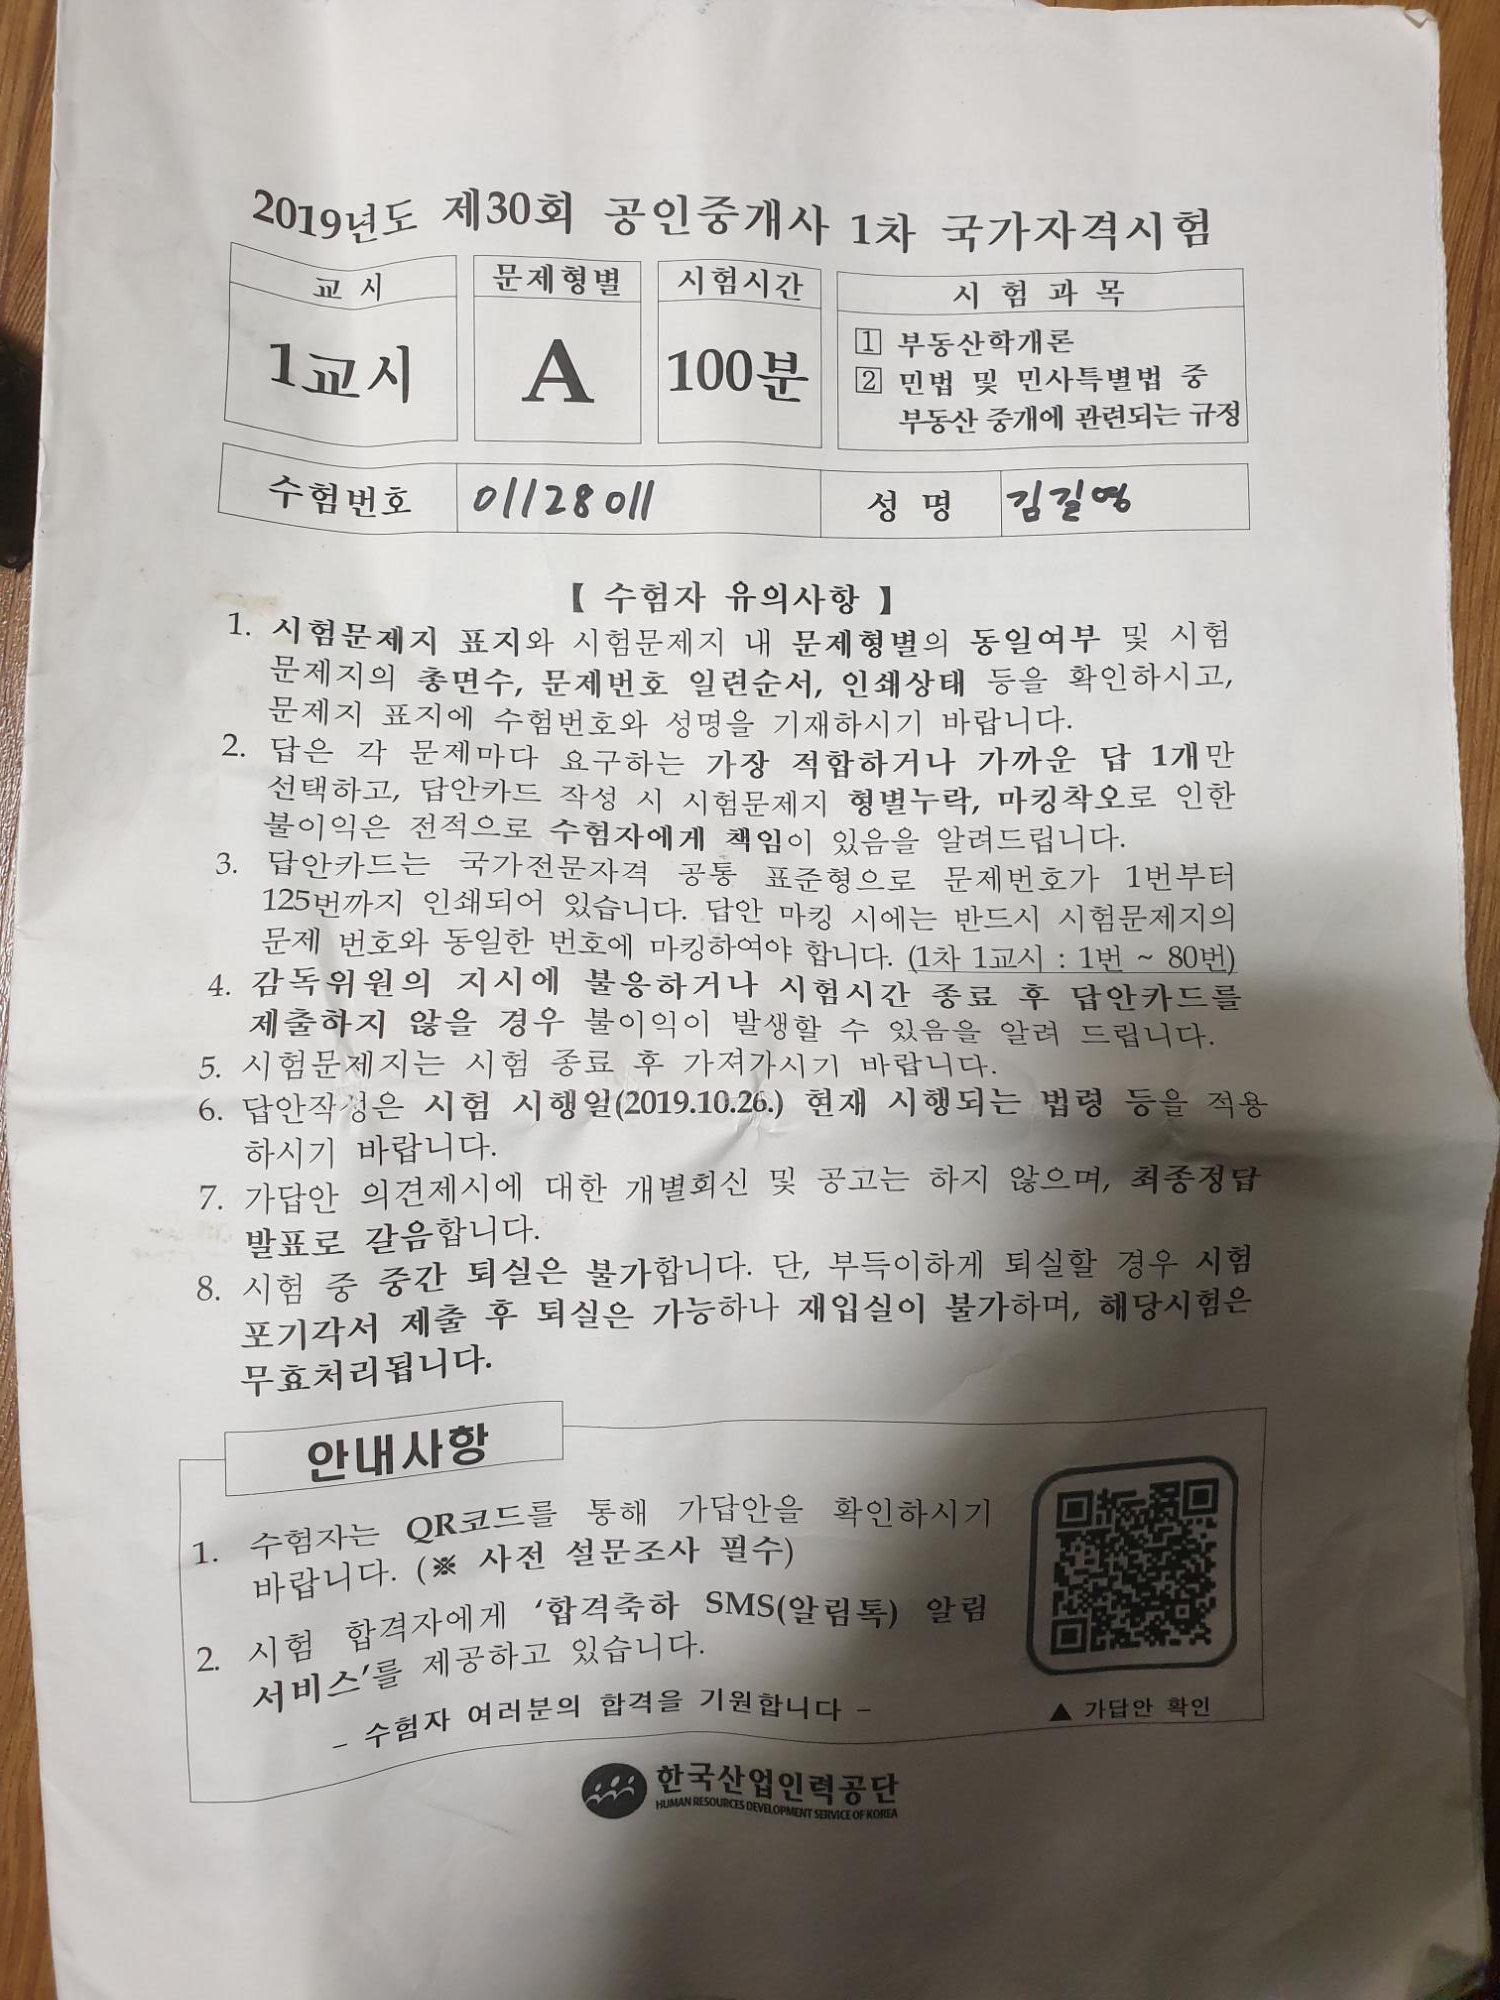 2019년도 제30회 공인중개사 1차 국가자격시험
교 시
1교시
문제형별
A
시험시간
100분
시 험 과 목
1 부동산학개론
2 민법 및 민사특별법 중
부동산 중개에 관련되는 규정
수험번호 01128011 성 명 김길영
【 수험자 유의사항 】
1. 시험문제지 표지와 시험문제지 내 문제형별의 동일여부 및 시험
문제지의 총면수, 문제번호 일련순서, 인쇄상태 등을 확인하시고,
문제지 표지에 수험번호와 성명을 기재하시기 바랍니다.
2. 답은 각 문제마다 요구하는 가장 적합하거나 가까운 답 1개만
선택하고, 답안카드 작성 시 시험문제지 형별누락, 마킹착오로 인한
불이익은 전적으로 수험자에게 책임이 있음을 알려드립니다.
3. 답안카드는 국가전문자격 공통 표준형으로 문제번호가 1번부터
125번까지 인쇄되어 있습니다. 답안 마킹 시에는 반드시 시험문제지의
문제 번호와 동일한 번호에 마킹하여야 합니다. (1차 1교시 : 1번 ~ 80번)
4. 감독위원의 지시에 불응하거나 시험시간 종료 후 답안카드를
제출하지 않을 경우 불이익이 발생할 수 있음을 알려 드립니다.
5. 시험문제지는 시험 종료 후 가져가시기 바랍니다.
6. 답안작성은 시험 시행일(2019.10.26.) 현재 시행되는 법령 등을 적용
하시기 바랍니다.
7. 가답안 의견제시에 대한 개별회신 및 공고는 하지 않으며, 최종정답
발표로 갈음합니다.
8. 시험 중 중간 퇴실은 불가합니다. 단, 부득이하게 퇴실할 경우 시험
포기각서 제출 후 퇴실은 가능하나 재입실이 불가하며, 해당시험은
무효처리됩니다.
안내사항
1. 수험자는 QR코드를 통해 가답안을 확인하시기
바랍니다. (※ 사전 설문조사 필수)
2. 시험 합격자에게 '합격축하 SMS(알림톡) 알림
서비스'를 제공하고 있습니다.
- 수험자 여러분의 합격을 기원합니다 -
▲ 가답안 확인
한국산업인력공단
HUMAN RESOURCES DEVELOPMENT SERVICE OF KOREA